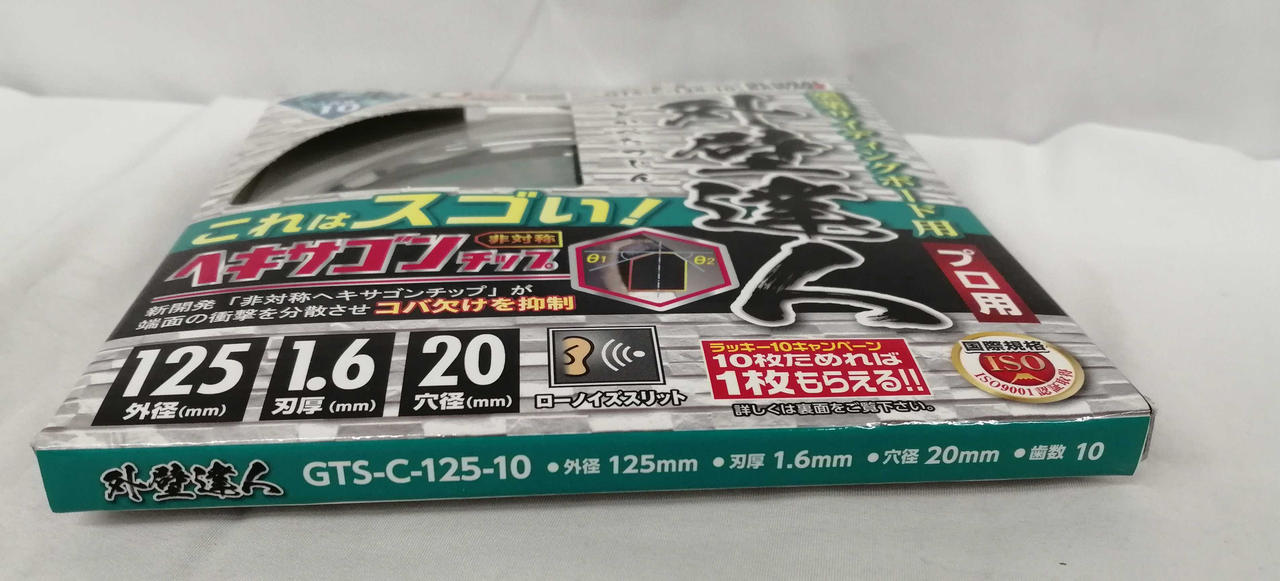 外壁達人
サイディングボード用
プロ用
これはスゴい!
ヘキサゴンチップ
非対称
θ1
θ2
新開発「非対称ヘキサゴンチップ」が
端面の衝撃を分散させコバ欠けを抑制
125
外径(mm)
1.6
刃厚(mm)
20
穴径(mm)
ローノイズスリット
ラッキー10キャンペーン
10枚ためれば
1枚もらえる!!
詳しくは裏面をご覧下さい。
国際規格
ISO
ISO9001認証取得
外壁達人 GTS-C-125-10 ●外径 125mm ●刃厚 1.6mm ●穴径 20mm ●歯数 10